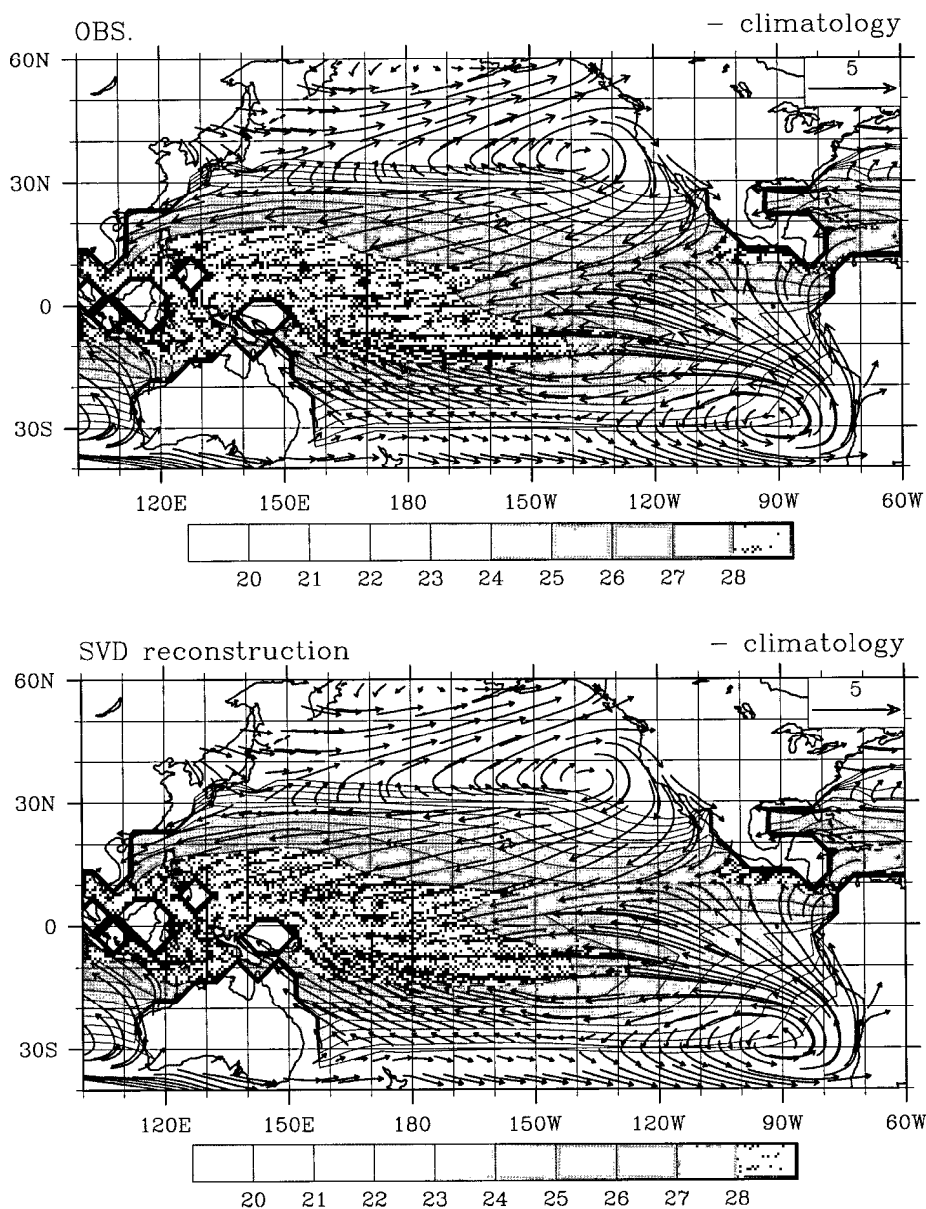 OBS.
– climatology
5
60N
30N
0
30S
120E 150E 180 150W 120W 90W 60W
20 21 22 23 24 25 26 27 28
SVD reconstruction
– climatology
5
60N
30N
0
30S
120E 150E 180 150W 120W 90W 60W
20 21 22 23 24 25 26 27 28